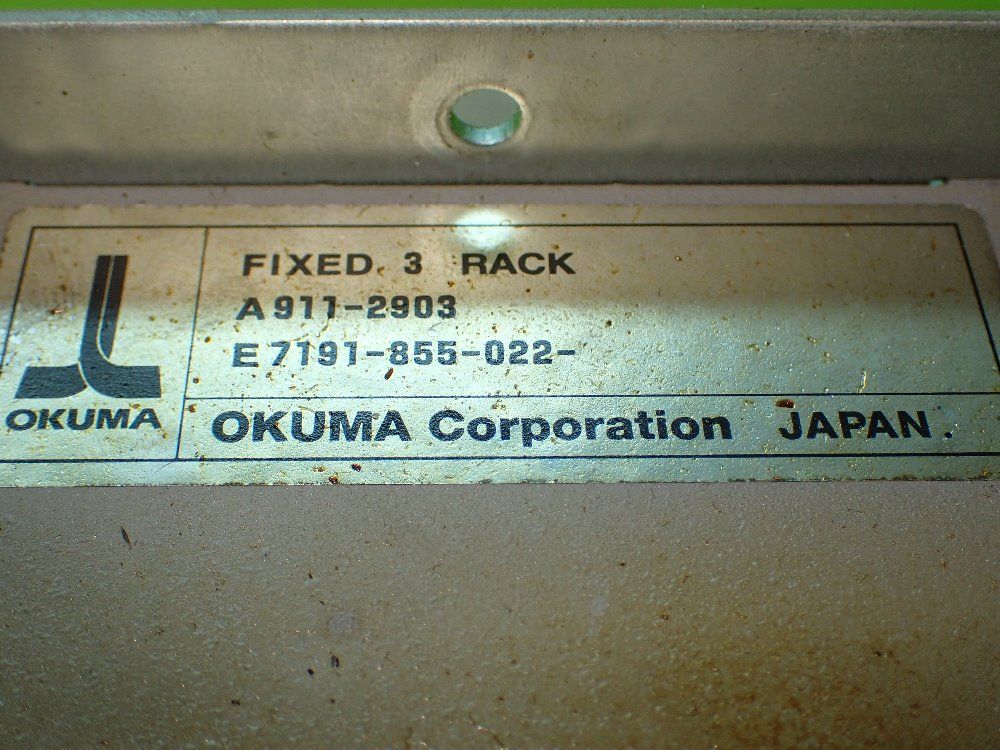 FIXED 3 RACK
A911-2903
E7191-855-022-
OKUMA
OKUMA Corporation JAPAN.